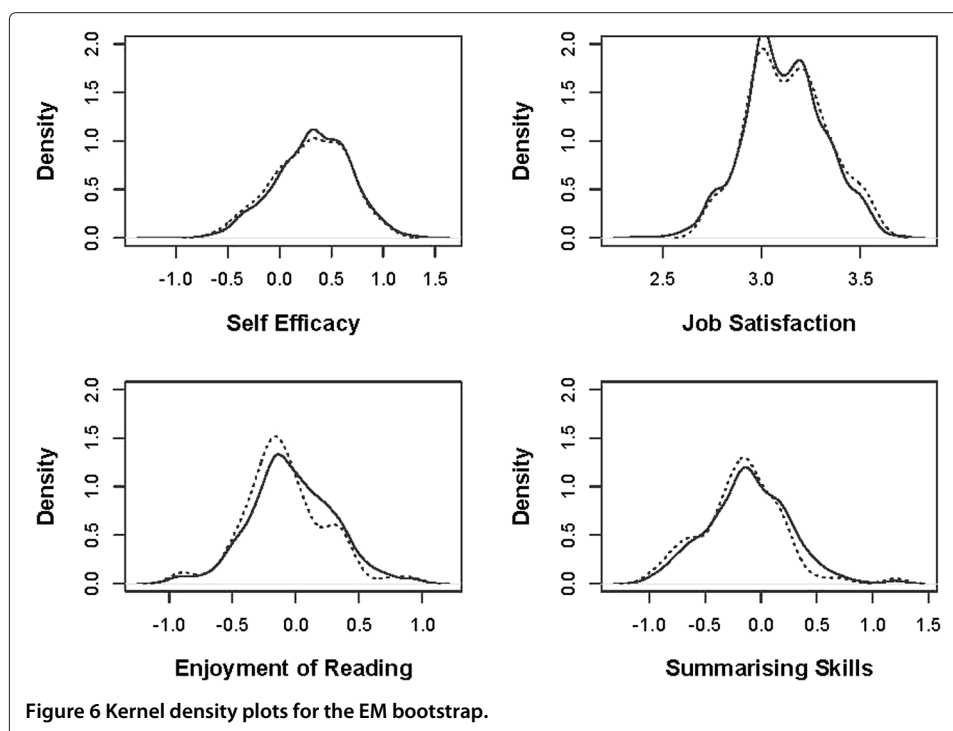 Density
2.0
1.5
1.0
0.5
0.0
-1.0 -0.5 0.0 0.5 1.0 1.5
Self Efficacy
Density
2.0
1.5
1.0
0.5
0.0
2.5 3.0 3.5
Job Satisfaction
Density
2.0
1.5
1.0
0.5
0.0
-1.0 -0.5 0.0 0.5 1.0
Enjoyment of Reading
Density
2.0
1.5
1.0
0.5
0.0
-1.0 -0.5 0.0 0.5 1.0 1.5
Summarising Skills
Figure 6 Kernel density plots for the EM bootstrap.